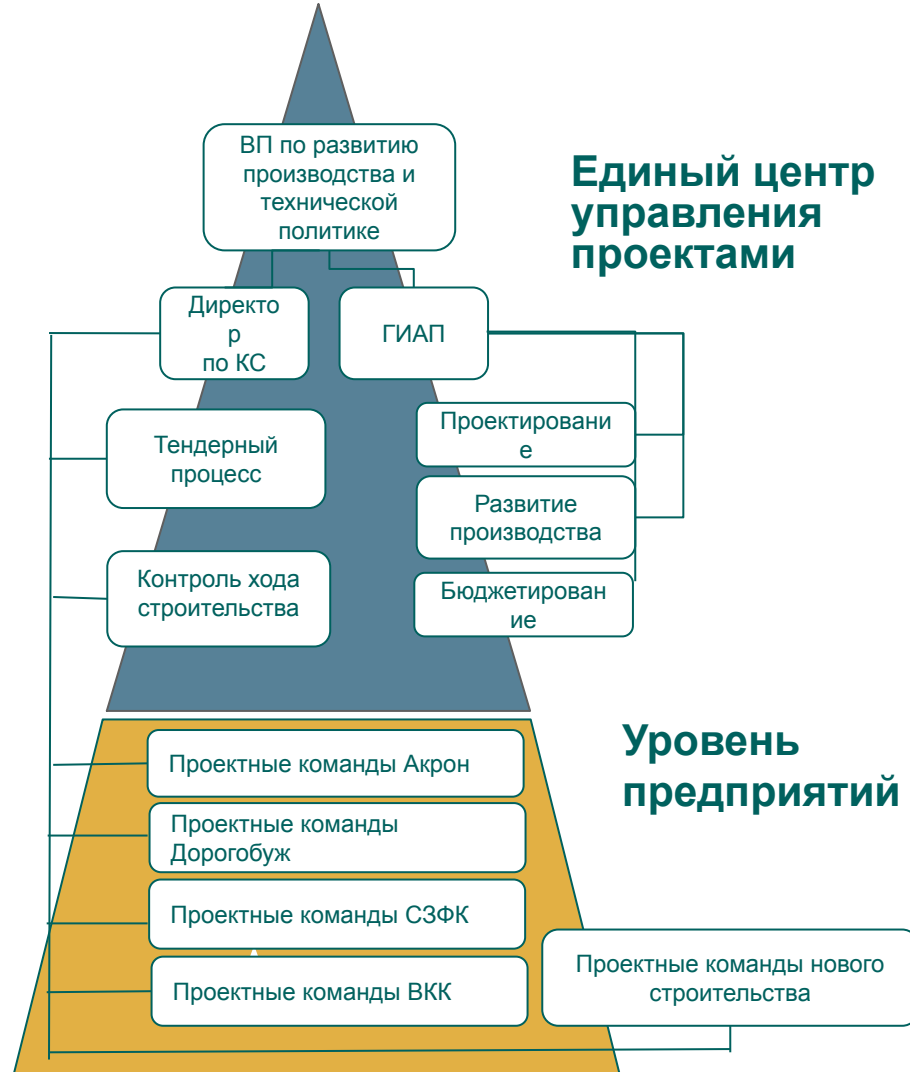 ВП по развитию
производства и
технической
политике
Единый центр
управления
проектами
Директо
р
по КС
ГИАП
Тендерный
процесс
Проектировани
е
Развитие
производства
Контроль хода
строительства
Бюджетирован
ие
Уровень
предприятий
Проектные команды Акрон
Проектные команды
Дорогобуж
Проектные команды СЗФК
Проектные команды ВКК
Проектные команды нового
строительства